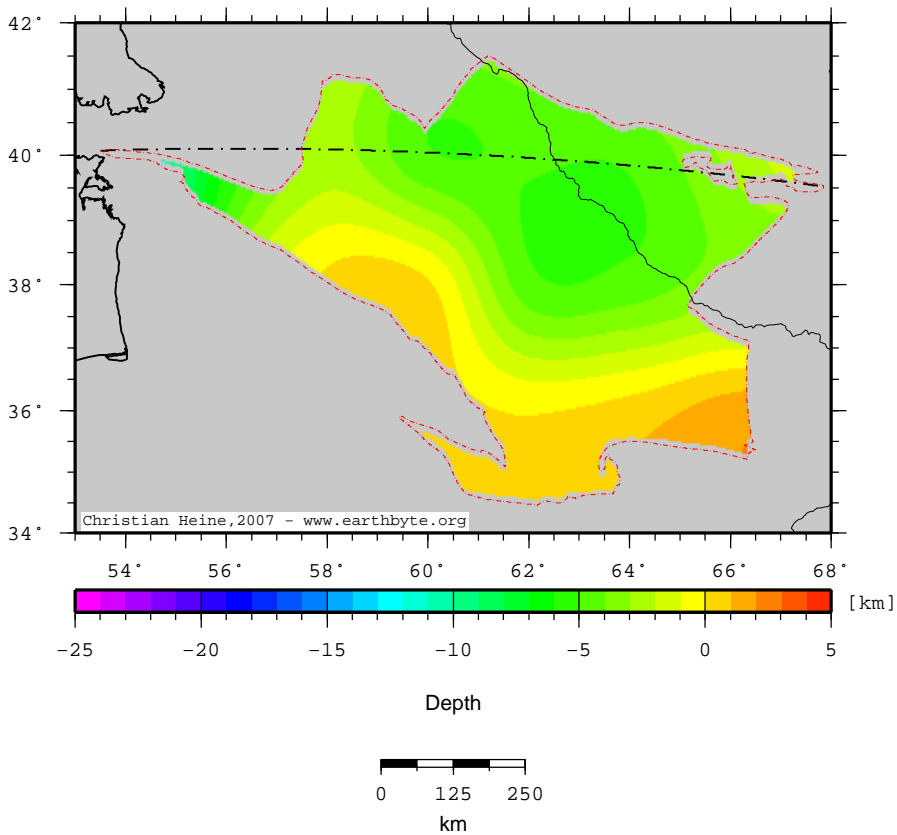 42˚
40˚
38˚
36˚
34˚
Christian Heine,2007 - www.earthbyte.org
54˚ 56˚ 58˚ 60˚ 62˚ 64˚ 66˚ 68˚
[km]
−25 −20 −15 −10 −5 0 5
Depth
0 125 250
km